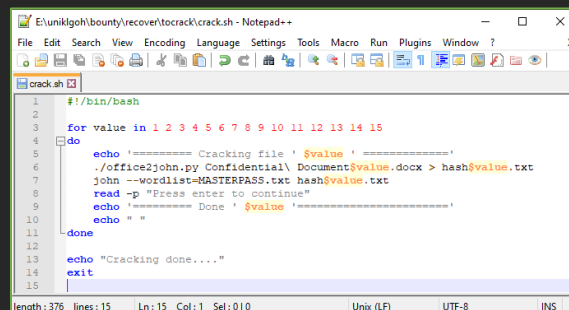 E:\uniklgoh\bounty\recover\tocrack\crack.sh - Notepad++
File Edit Search View Encoding Language Settings Tools Macro Run Plugins Window ?
crack.sh
1 #!/bin/bash
2
3 for value in 1 2 3 4 5 6 7 8 9 10 11 12 13 14 15
4 do
5 echo '========= Cracking file ' $value ' ============='
6 ./office2john.py Confidential\ Document$value.docx > hash$value.txt
7 john --wordlist=MASTERPASS.txt hash$value.txt
8 read -p "Press enter to continue"
9 echo '========= Done ' $value '======================='
10 echo " "
11 done
12
13 echo "Cracking done...."
14 exit
15
length : 376 lines : 15 Ln : 15 Col : 1 Sel : 0 | 0 Unix (LF) UTF-8 INS